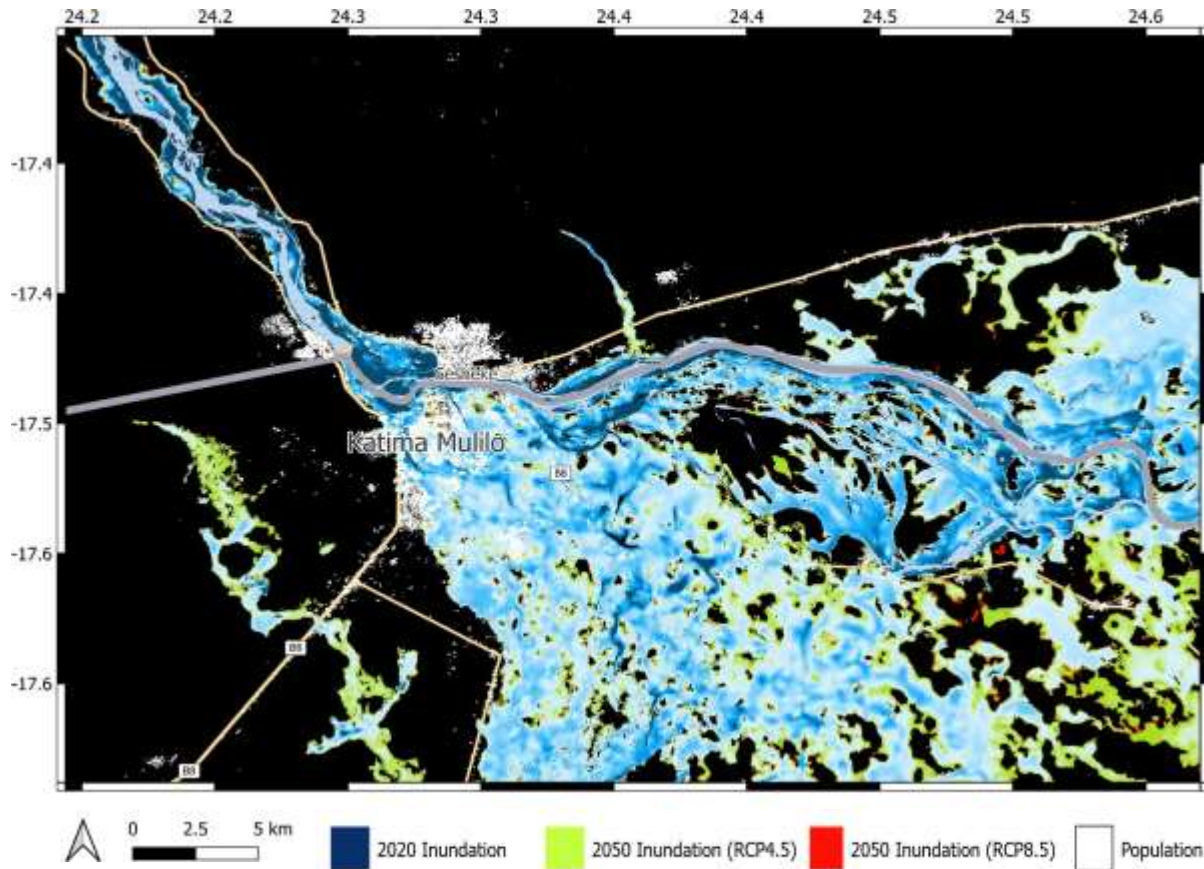 24.2 24.2 24.3 24.3 24.4 24.4 24.5 24.5 24.6
-17.4
-17.4
-17.5
Katima Mulilo
B8
-17.6
B8
-17.6
B8
0 2.5 5 km
2020 Inundation 2050 Inundation (RCP4.5) 2050 Inundation (RCP8.5) Population